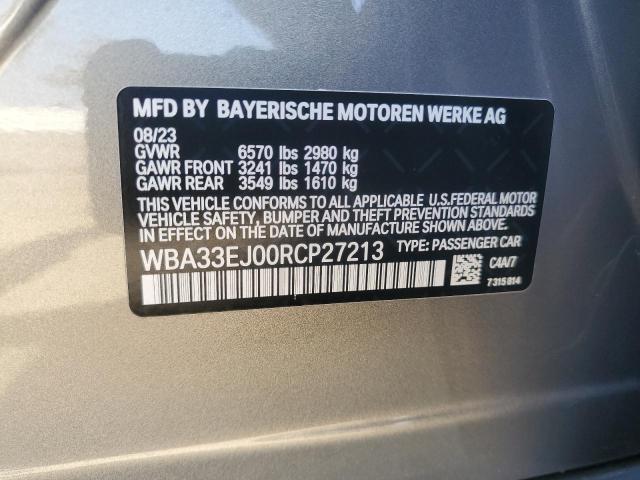 MFD BY BAYERISCHE MOTOREN WERKE AG
08/23
GVWR 6570 lbs 2980 kg
GAWR FRONT 3241 lbs 1470 kg
GAWR REAR 3549 lbs 1610 kg
THIS VEHICLE CONFORMS TO ALL APPLICABLE U.S.FEDERAL MOTOR
VEHICLE SAFETY, BUMPER AND THEFT PREVENTION STANDARDS
IN EFFECT ON THE DATE OF MANUFACTURE SHOWN ABOVE.
WBA33EJ00RCP27213 TYPE: PASSENGER CAR
C4A/7
7315814